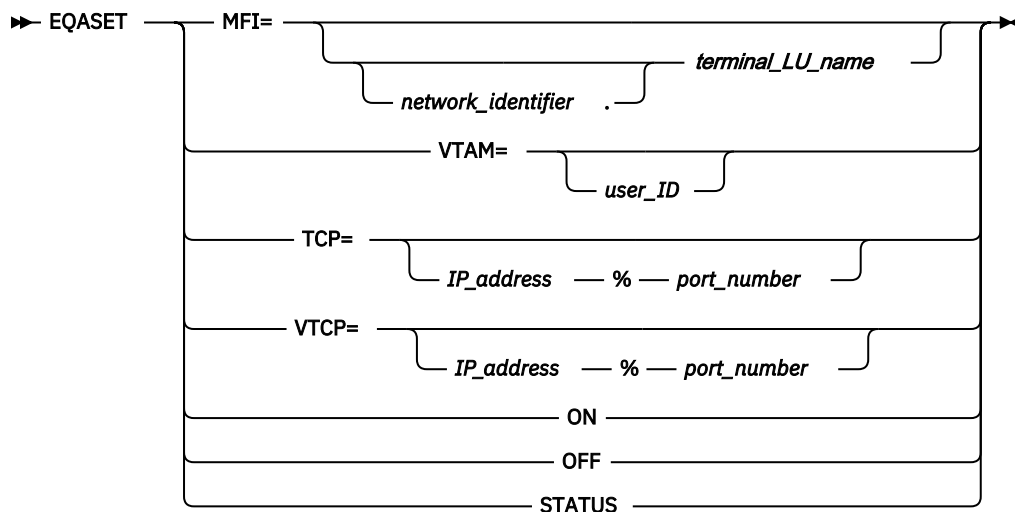 EQASET MFI=
terminal_LU_name
network_identifier .
VTAM=
user_ID
TCP=
IP_address % port_number
VTCP=
IP_address % port_number
ON
OFF
STATUS